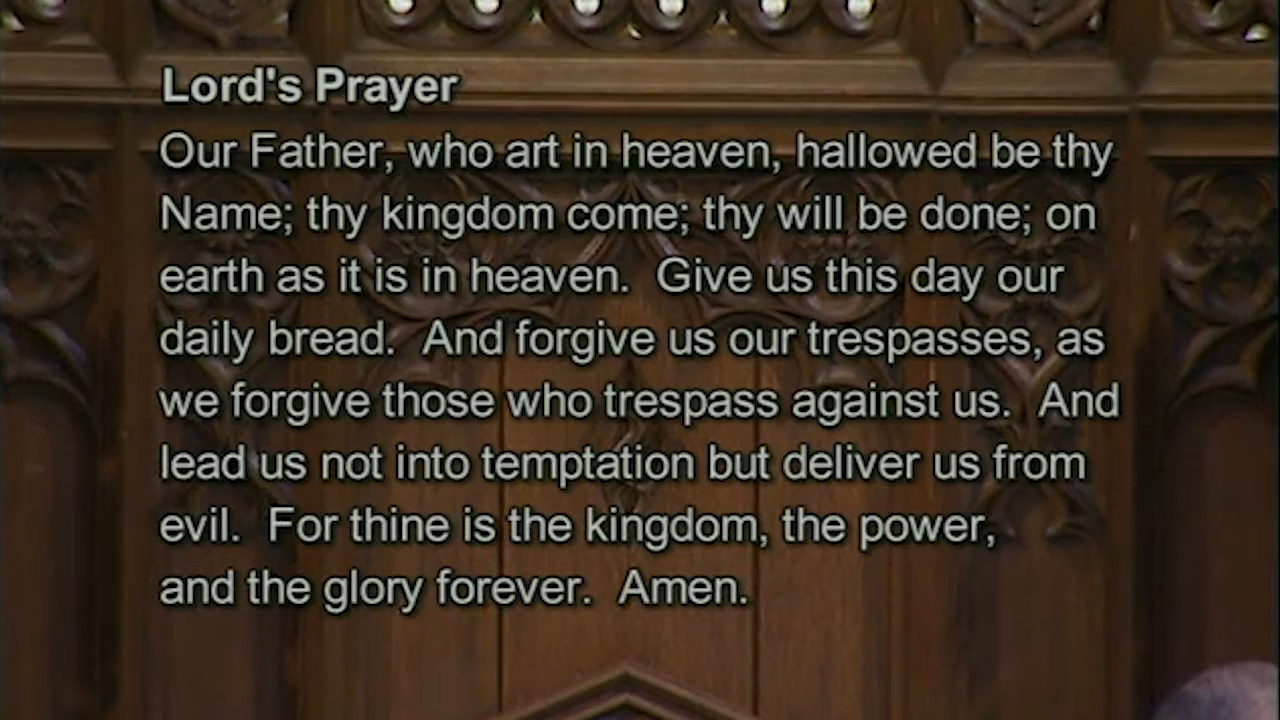 Lord's Prayer
Our Father, who art in heaven, hallowed be thy
Name; thy kingdom come; thy will be done; on
earth as it is in heaven.  Give us this day our
daily bread.  And forgive us our trespasses, as
we forgive those who trespass against us.  And
lead us not into temptation but deliver us from
evil.  For thine is the kingdom, the power,
and the glory forever.  Amen.